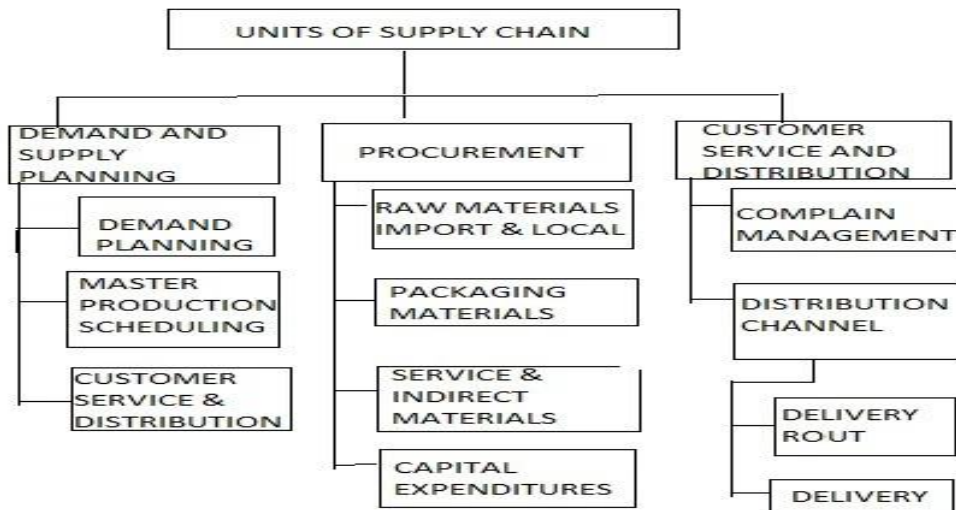 UNITS OF SUPPLY CHAIN
DEMAND AND
SUPPLY
PLANNING
DEMAND
PLANNING
MASTER
PRODUCTION
SCHEDULING
CUSTOMER
SERVICE &
DISTRIBUTION
PROCUREMENT
RAW MATERIALS
IMPORT & LOCAL
PACKAGING
MATERIALS
SERVICE &
INDIRECT
MATERIALS
CAPITAL
EXPENDITURES
CUSTOMER
SERVICE AND
DISTRIBUTION
COMPLAIN
MANAGEMENT
DISTRIBUTION
CHANNEL
DELIVERY
ROUT
DELIVERY